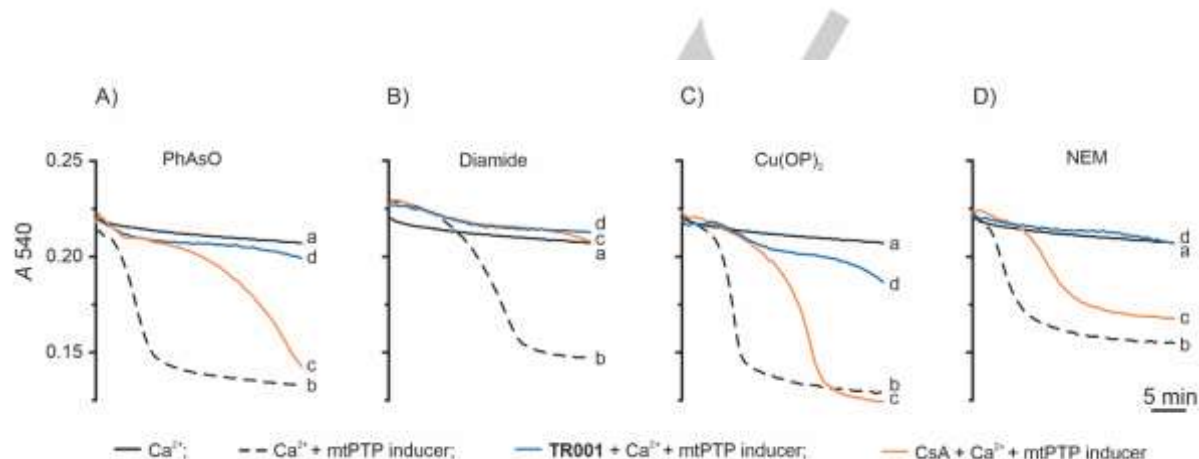 A) B) C) D)
PhAsO Diamide Cu(OP)₂ NEM
0.25
0.20
0.15
A 540
a
d
c
b
d
c
a
b
a
d
b
c
d
a
c
b
5 min
Ca²⁺; Ca²⁺ + mtPTP inducer; TR001 + Ca²⁺ + mtPTP inducer; CsA + Ca²⁺ + mtPTP inducer